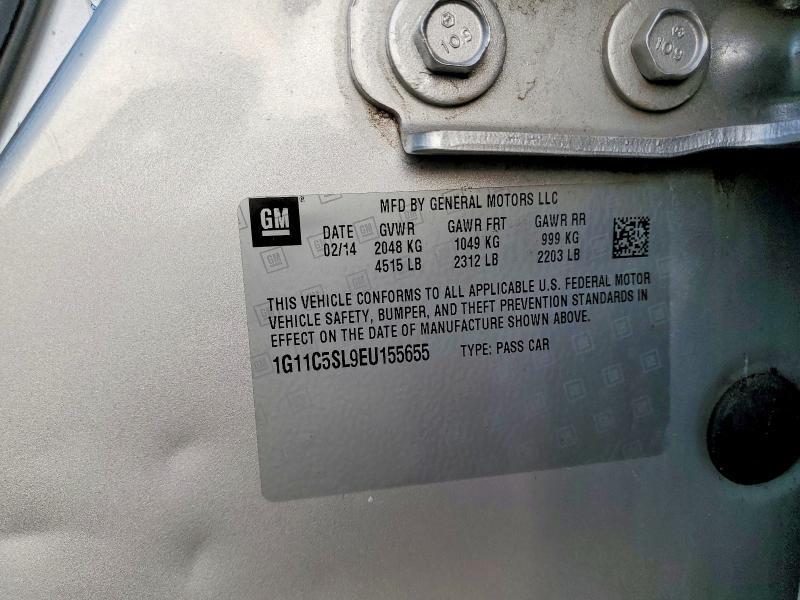 109
109
GM
MFD BY GENERAL MOTORS LLC
DATE GVWR GAWR FRT GAWR RR
02/14 2048 KG 1049 KG 999 KG
4515 LB 2312 LB 2203 LB
THIS VEHICLE CONFORMS TO ALL APPLICABLE U.S. FEDERAL MOTOR
VEHICLE SAFETY, BUMPER, AND THEFT PREVENTION STANDARDS IN
EFFECT ON THE DATE OF MANUFACTURE SHOWN ABOVE.
1G11C5SL9EU155655 TYPE: PASS CAR